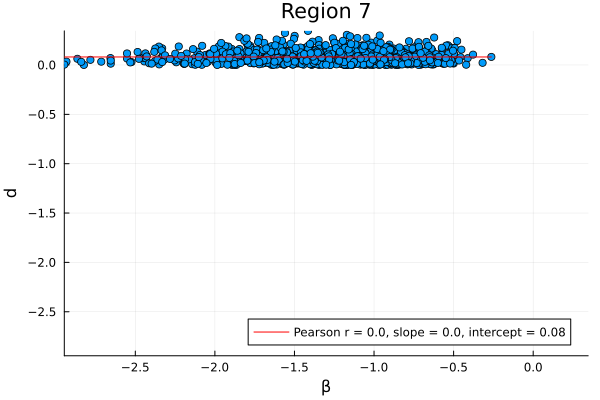 Region 7
d
0.0
−0.5
−1.0
−1.5
−2.0
−2.5
Pearson r = 0.0, slope = 0.0, intercept = 0.08
−2.5 −2.0 −1.5 −1.0 −0.5 0.0
β